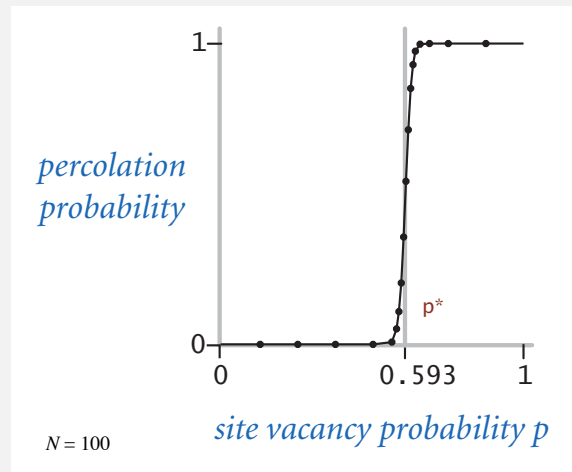 1
percolation
probability
p*
0
0
0.593
1
site vacancy probability p
N = 100